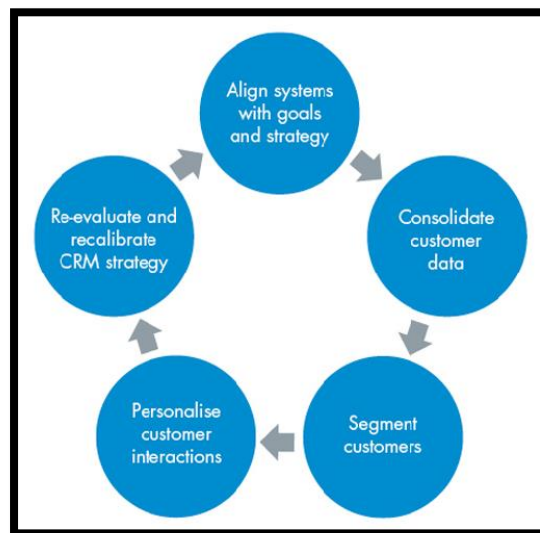 Align systems
with goals
and strategy
Consolidate
customer
data
Segment
customers
Personalise
customer
interactions
Re-evaluate and
recalibrate
CRM strategy